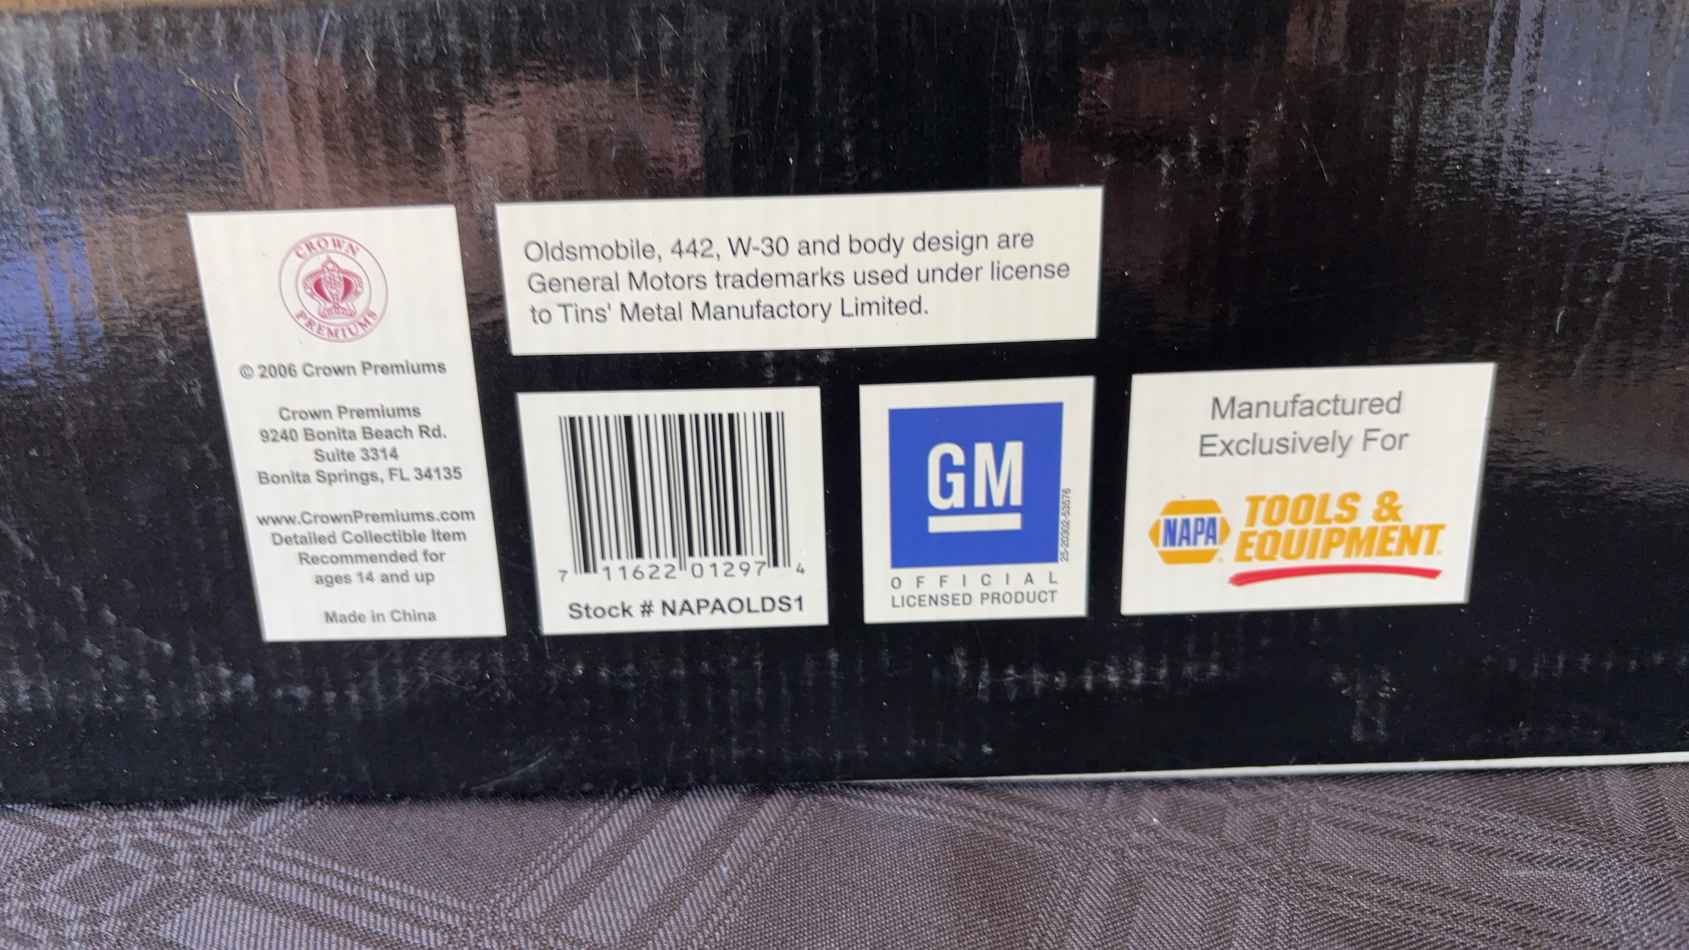 CROWN
PREMIUMS
© 2006 Crown Premiums
Crown Premiums
9240 Bonita Beach Rd.
Suite 3314
Bonita Springs, FL 34135
www.CrownPremiums.com
Detailed Collectible Item
Recommended for
ages 14 and up
Made in China
Oldsmobile, 442, W-30 and body design are
General Motors trademarks used under license
to Tins' Metal Manufactory Limited.
7 11622 01297 4
Stock # NAPAOLDS1
GM
25-20302-53576
OFFICIAL
LICENSED PRODUCT
Manufactured
Exclusively For
NAPA TOOLS &
EQUIPMENT